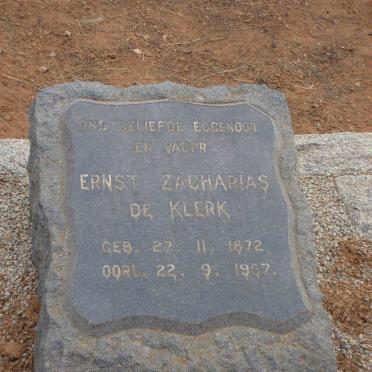 ONS GELIEFDE EGGENOOT
EN VADER
ERNST ZACHARIAS
DE KLERK
GEB. 27. 11. 1872
OORL. 22. 9. 1957.